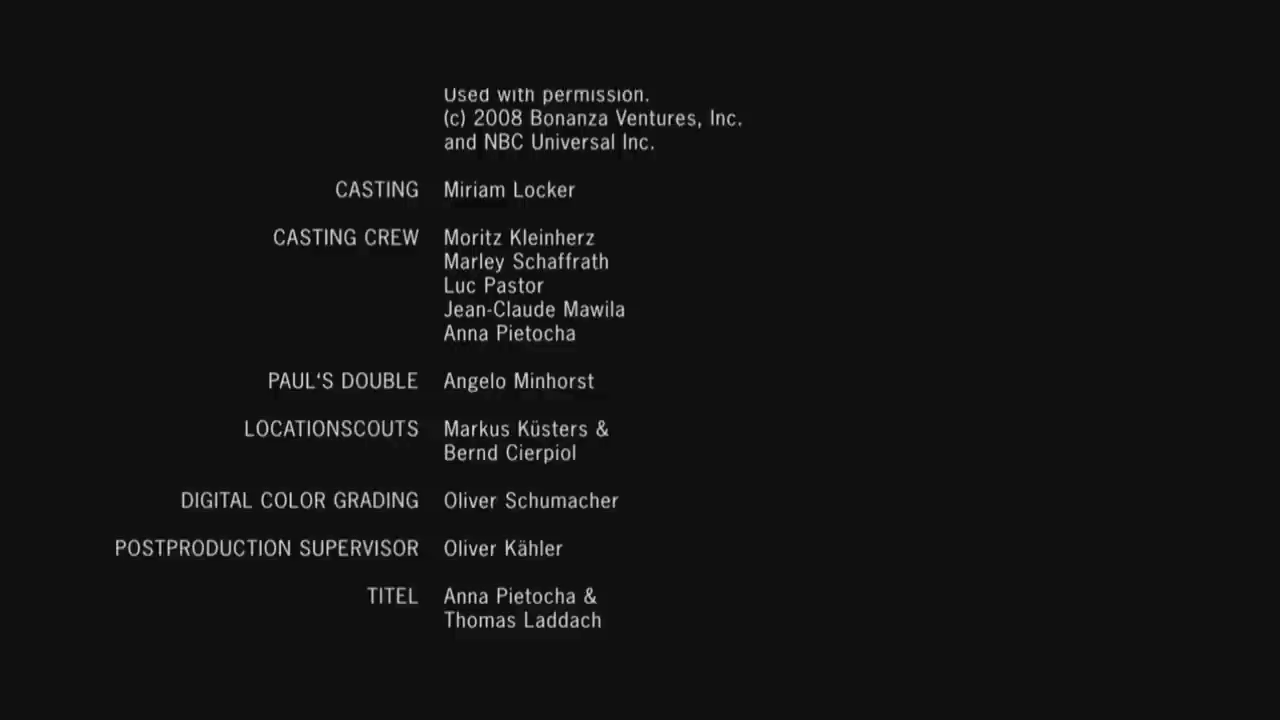 Used with permission.
(c) 2008 Bonanza Ventures, Inc.
and NBC Universal Inc.
CASTING Miriam Locker
CASTING CREW Moritz Kleinherz
Marley Schaffrath
Luc Pastor
Jean-Claude Mawila
Anna Pietocha
PAUL‘S DOUBLE Angelo Minhorst
LOCATIONSCOUTS Markus Küsters &
Bernd Cierpiol
DIGITAL COLOR GRADING Oliver Schumacher
POSTPRODUCTION SUPERVISOR Oliver Kähler
TITEL Anna Pietocha &
Thomas Laddach